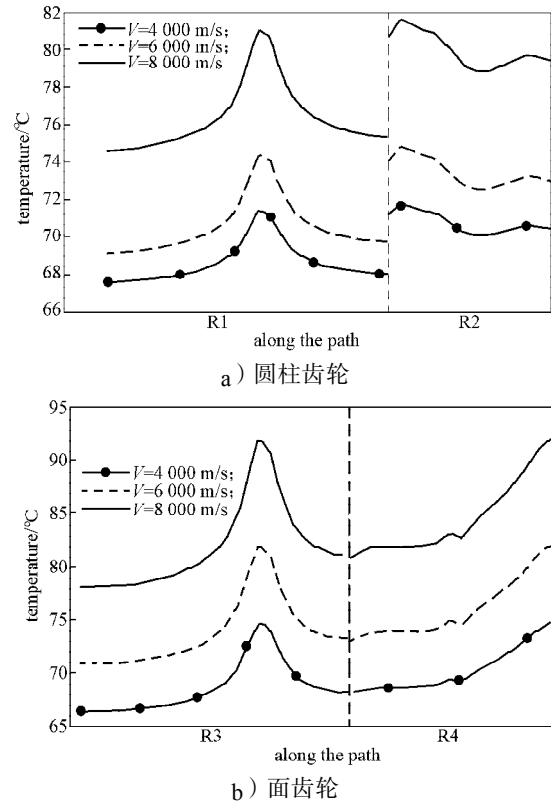 82
80
78
76
74
72
70
68
66
temperature/℃
V=4 000 m/s;
V=6 000 m/s;
V=8 000 m/s
R1
R2
along the path
a）圆柱齿轮
95
90
85
80
75
70
65
temperature/℃
V=4 000 m/s;
V=6 000 m/s;
V=8 000 m/s
R3
R4
along the path
b）面齿轮